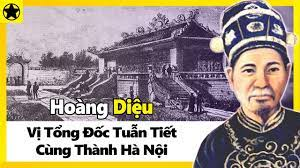 Hoàng Diệu
Vị Tổng Đốc Tuẫn Tiết
Cùng Thành Hà Nội